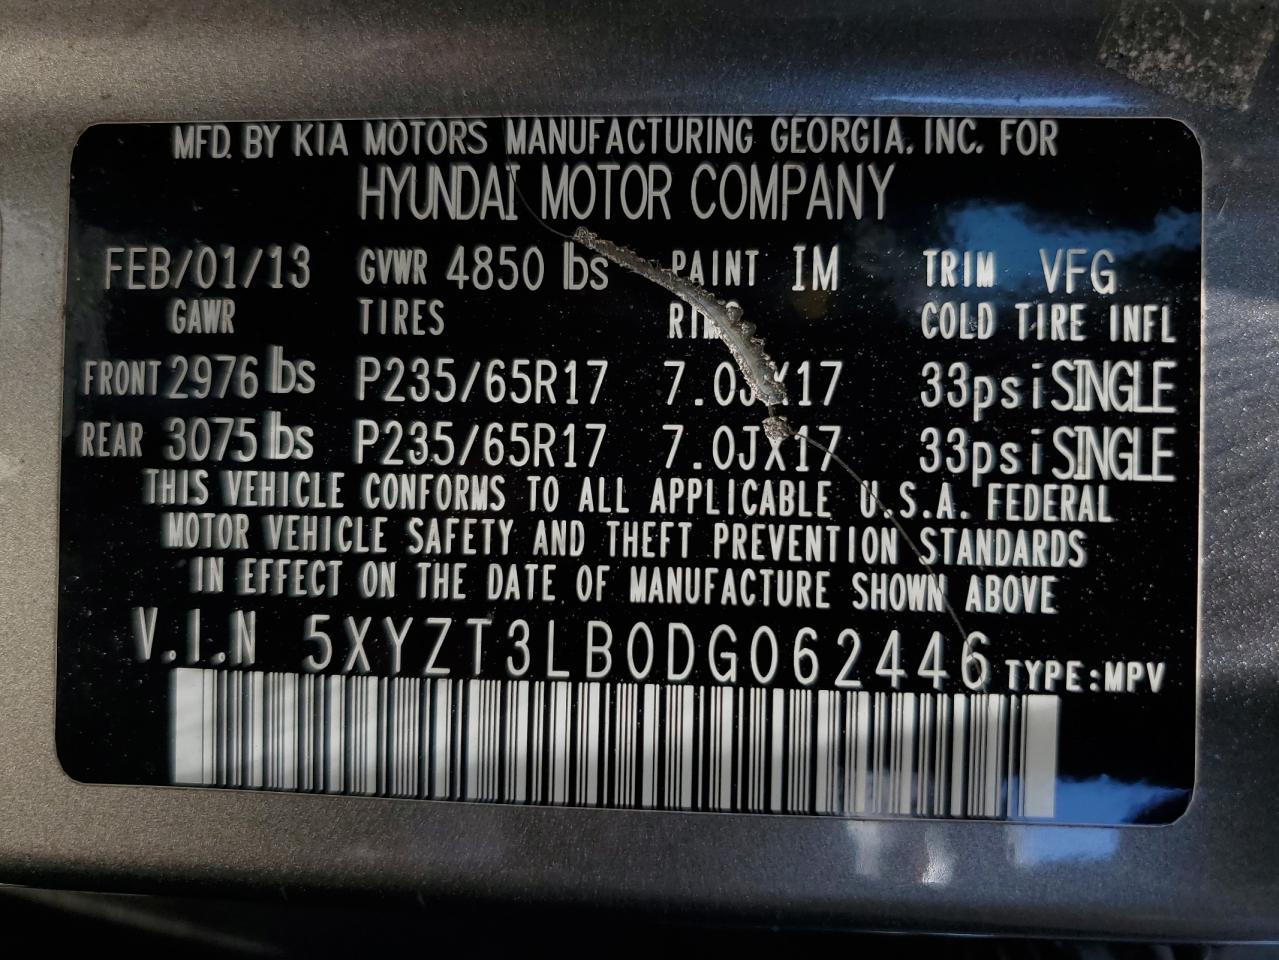 MFD. BY KIA MOTORS MANUFACTURING GEORGIA, INC. FOR
HYUNDAI MOTOR COMPANY
FEB/01/13 GVWR 4850 lbs PAINT IM TRIM VFG
GAWR TIRES RIMS COLD TIRE INFL
FRONT 2976 lbs P235/65R17 7.0JX17 33psi SINGLE
REAR 3075 lbs P235/65R17 7.0JX17 33psi SINGLE
THIS VEHICLE CONFORMS TO ALL APPLICABLE U.S.A. FEDERAL
MOTOR VEHICLE SAFETY AND THEFT PREVENTION STANDARDS
IN EFFECT ON THE DATE OF MANUFACTURE SHOWN ABOVE
V.I.N 5XYZT3LB0DG062446 TYPE:MPV